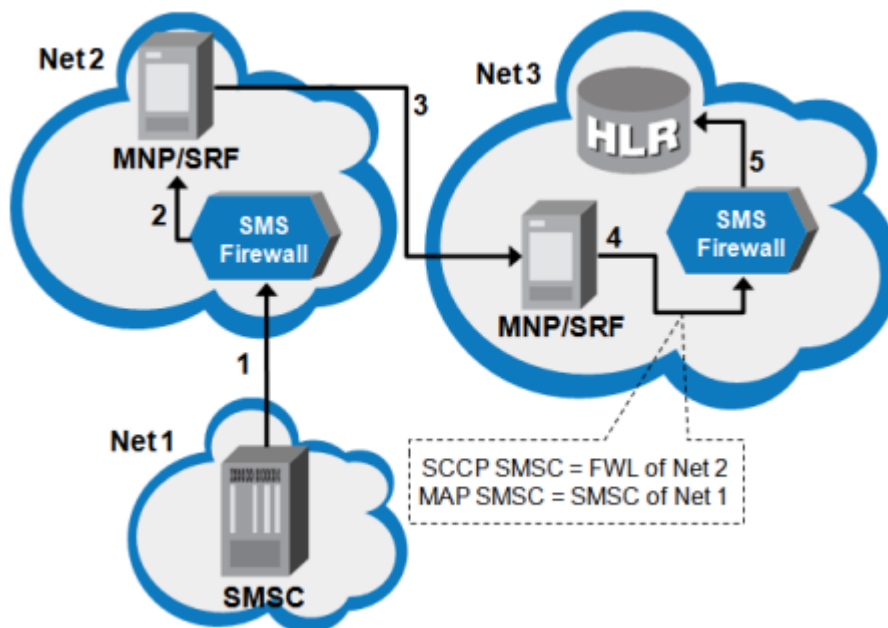 Net 2
MNP/SRF
3
2
SMS
Firewall
1
Net 1
SMSC
Net 3
HLR
5
SMS
Firewall
4
MNP/SRF
SCCP SMSC = FWL of Net 2
MAP SMSC = SMSC of Net 1